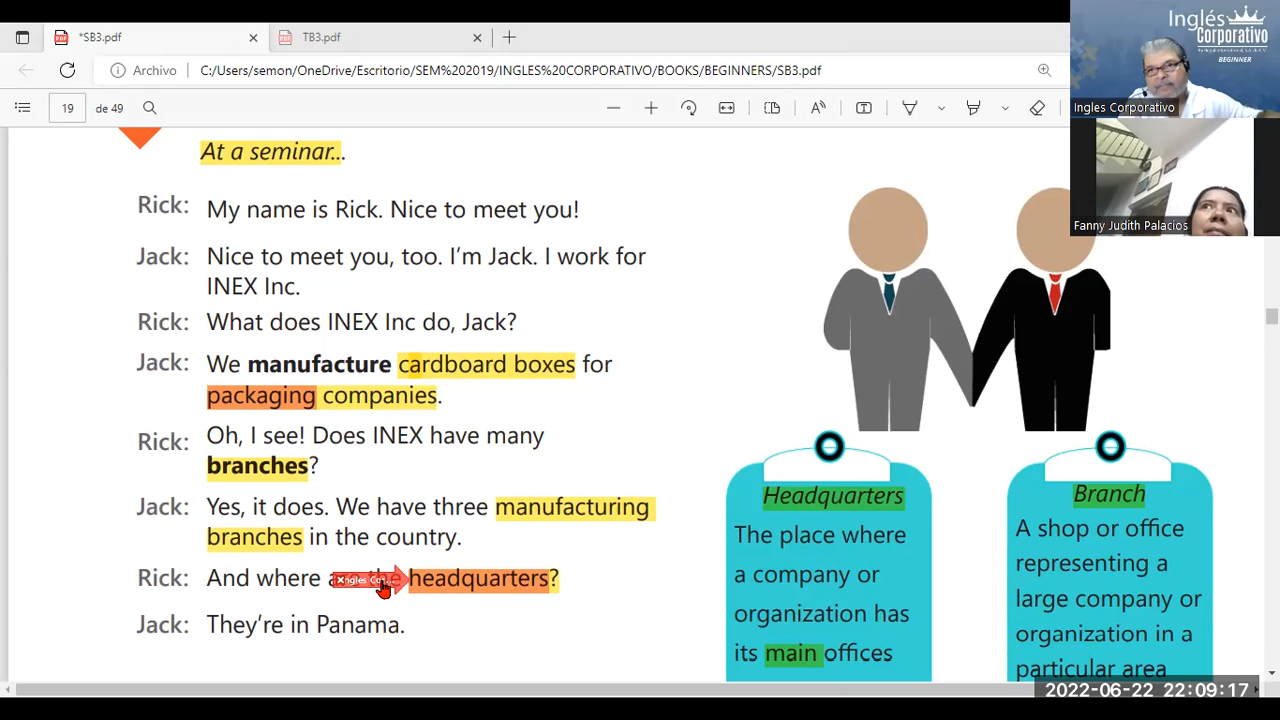 *SB3.pdf
TB3.pdf
Archivo
C:/Users/semon/OneDrive/Escritorio/SEM%202019/INGLES%20CORPORATIVO/BOOKS/BEGINNERS/SB3.pdf
19 de 49
Inglés
Corporativo
BEGINNER
Ingles Corporativo
Fanny Judith Palacios
At a seminar...
Rick: My name is Rick. Nice to meet you!
Jack: Nice to meet you, too. I'm Jack. I work for
INEX Inc.
Rick: What does INEX Inc do, Jack?
Jack: We manufacture cardboard boxes for
packaging companies.
Rick: Oh, I see! Does INEX have many
branches?
Jack: Yes, it does. We have three manufacturing
branches in the country.
Rick: And where are the headquarters?
Ingles Cor...
Jack: They're in Panama.
Headquarters
The place where
a company or
organization has
its main offices
Branch
A shop or office
representing a
large company or
organization in a
particular area
2022-06-22 22:09:17